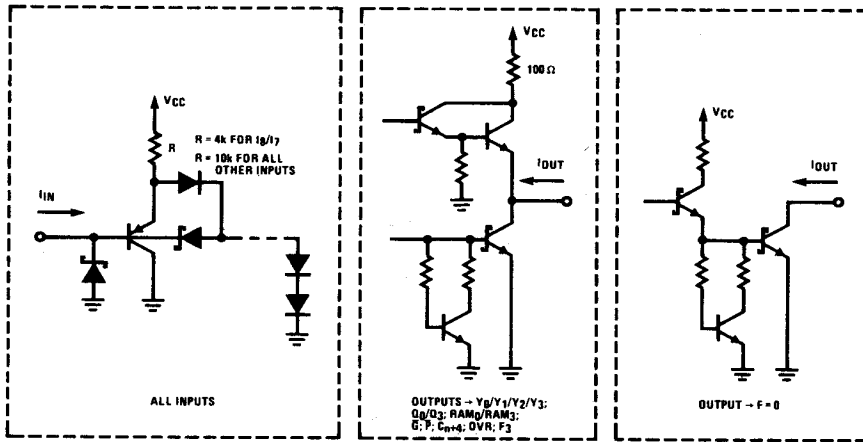 VCC
R
R = 4k FOR I8/I7
R = 10k FOR ALL
OTHER INPUTS
IIN
ALL INPUTS
VCC
100 Ω
IOUT
OUTPUTS → Y0/Y1/Y2/Y3;
Q0/Q3; RAM0/RAM3;
G̅; P̅; Cn+4; OVR; F3
VCC
IOUT
OUTPUT → F = 0